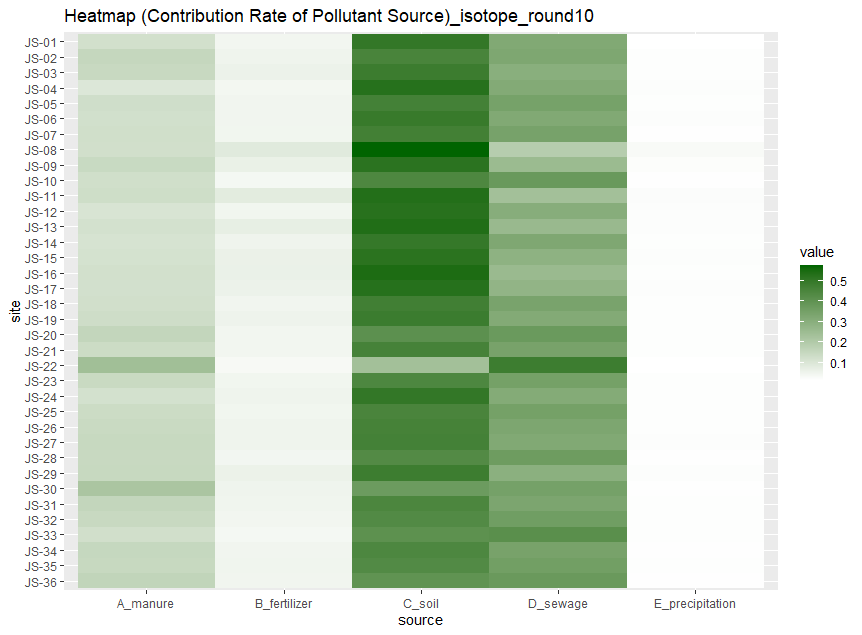 Heatmap (Contribution Rate of Pollutant Source)_isotope_round10
JS-01
JS-02
JS-03
JS-04
JS-05
JS-06
JS-07
JS-08
JS-09
JS-10
JS-11
JS-12
JS-13
JS-14
JS-15
JS-16
JS-17
JS-18
JS-19
JS-20
JS-21
JS-22
JS-23
JS-24
JS-25
JS-26
JS-27
JS-28
JS-29
JS-30
JS-31
JS-32
JS-33
JS-34
JS-35
JS-36
site
A_manure B_fertilizer C_soil D_sewage E_precipitation
source
value
0.5
0.4
0.3
0.2
0.1